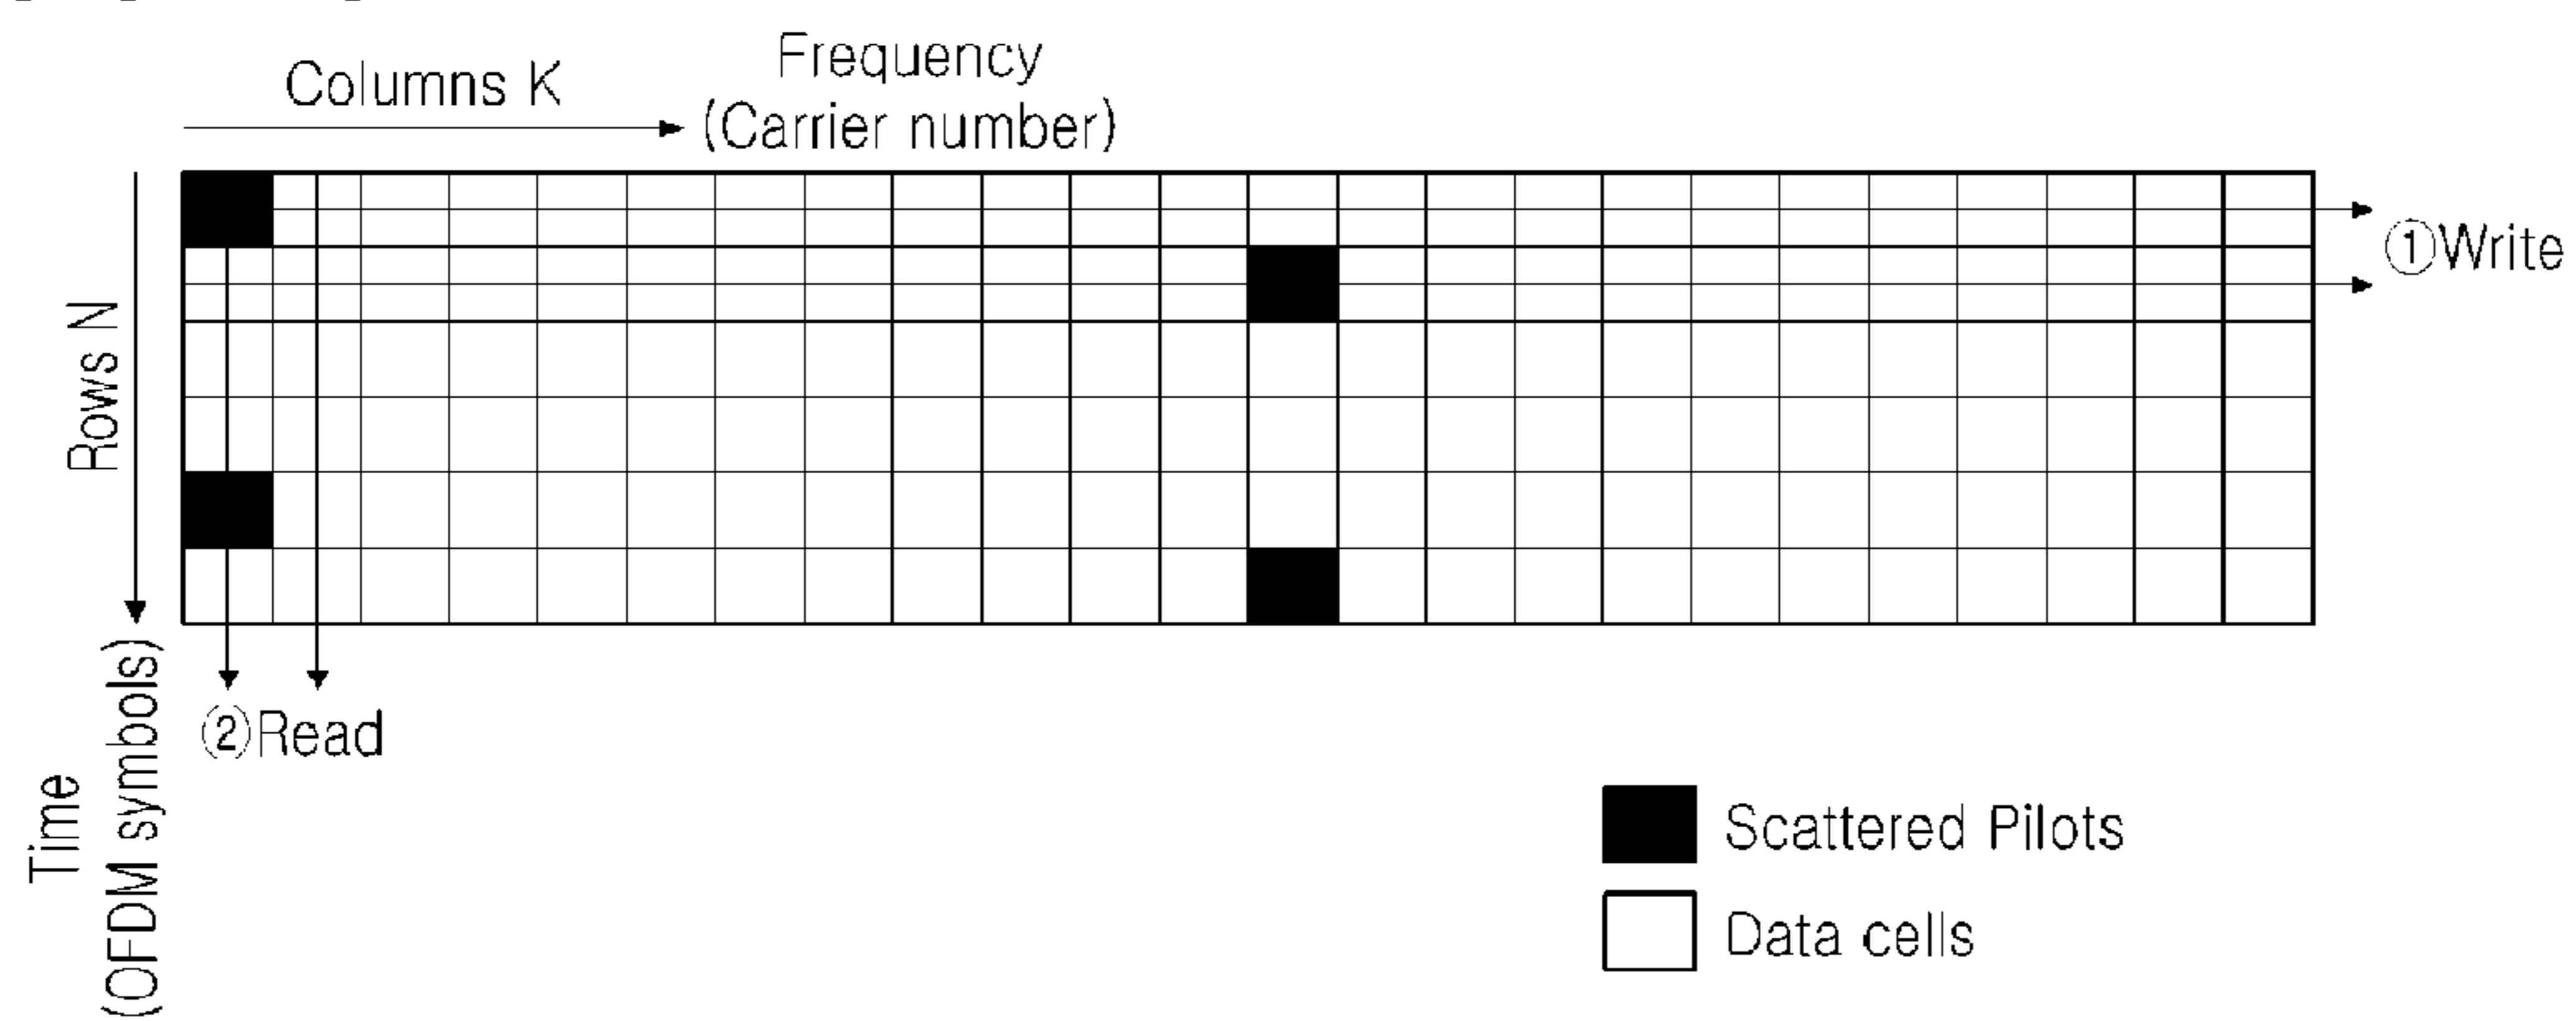 Columns K
Frequency
(Carrier number)
①Write
Rows N
Time
(OFDM symbols)
②Read
Scattered Pilots
Data cells